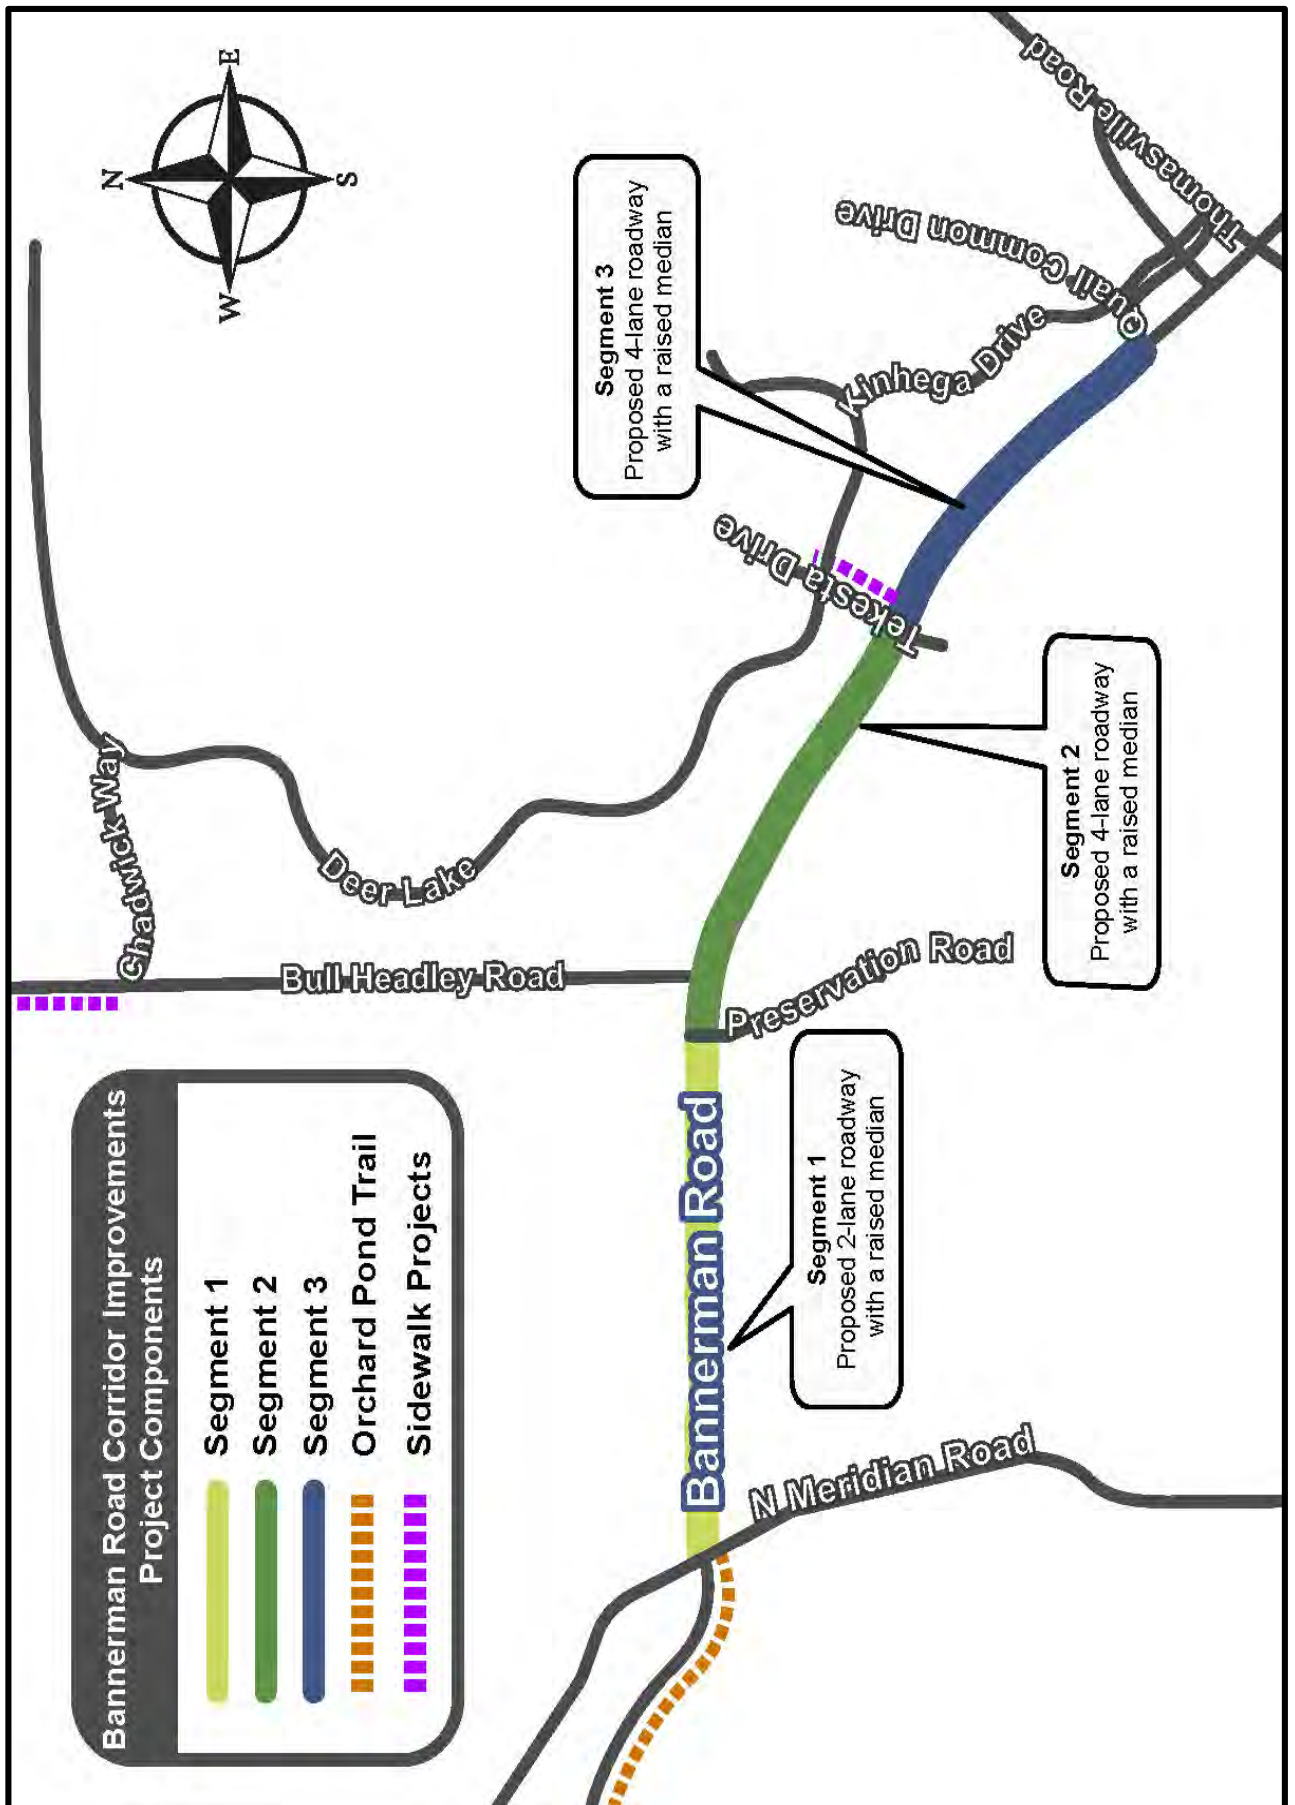 Bannerman Road Corridor Improvements
Project Components
Segment 1
Segment 2
Segment 3
Orchard Pond Trail
Sidewalk Projects
N
E
S
W
Chadwick Way
Deer Lake
Bull Headley Road
Tekesta Drive
Kinhega Drive
Quail Common Drive
Thomasville Road
Segment 3
Proposed 4-lane roadway
with a raised median
Bannerman Road
N Meridian Road
Preservation Road
Segment 1
Proposed 2-lane roadway
with a raised median
Segment 2
Proposed 4-lane roadway
with a raised median